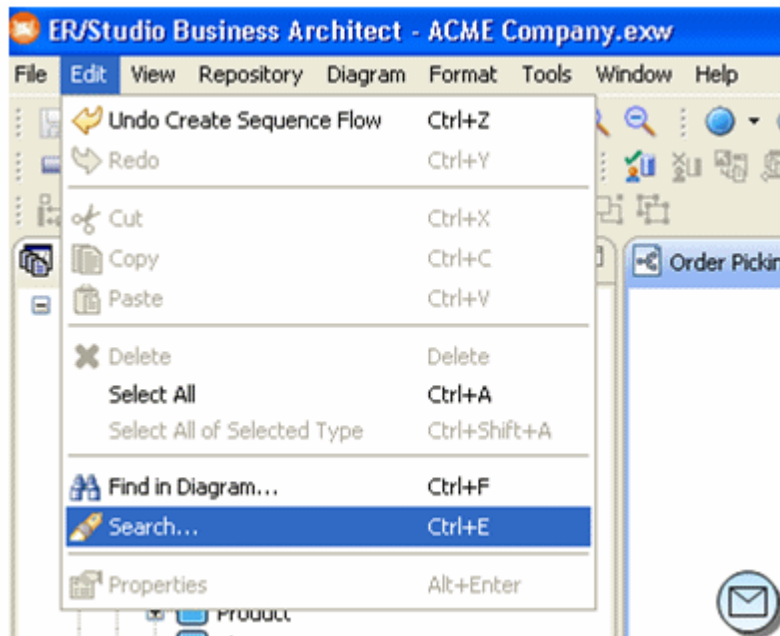 ER/Studio Business Architect - ACME Company.exw
File Edit View Repository Diagram Format Tools Window Help
Undo Create Sequence Flow Ctrl+Z
Redo Ctrl+Y
Cut Ctrl+X
Copy Ctrl+C
Order Pickin
Paste Ctrl+V
Delete Delete
Select All Ctrl+A
Select All of Selected Type Ctrl+Shift+A
Find in Diagram... Ctrl+F
Search... Ctrl+E
Properties Alt+Enter
Product